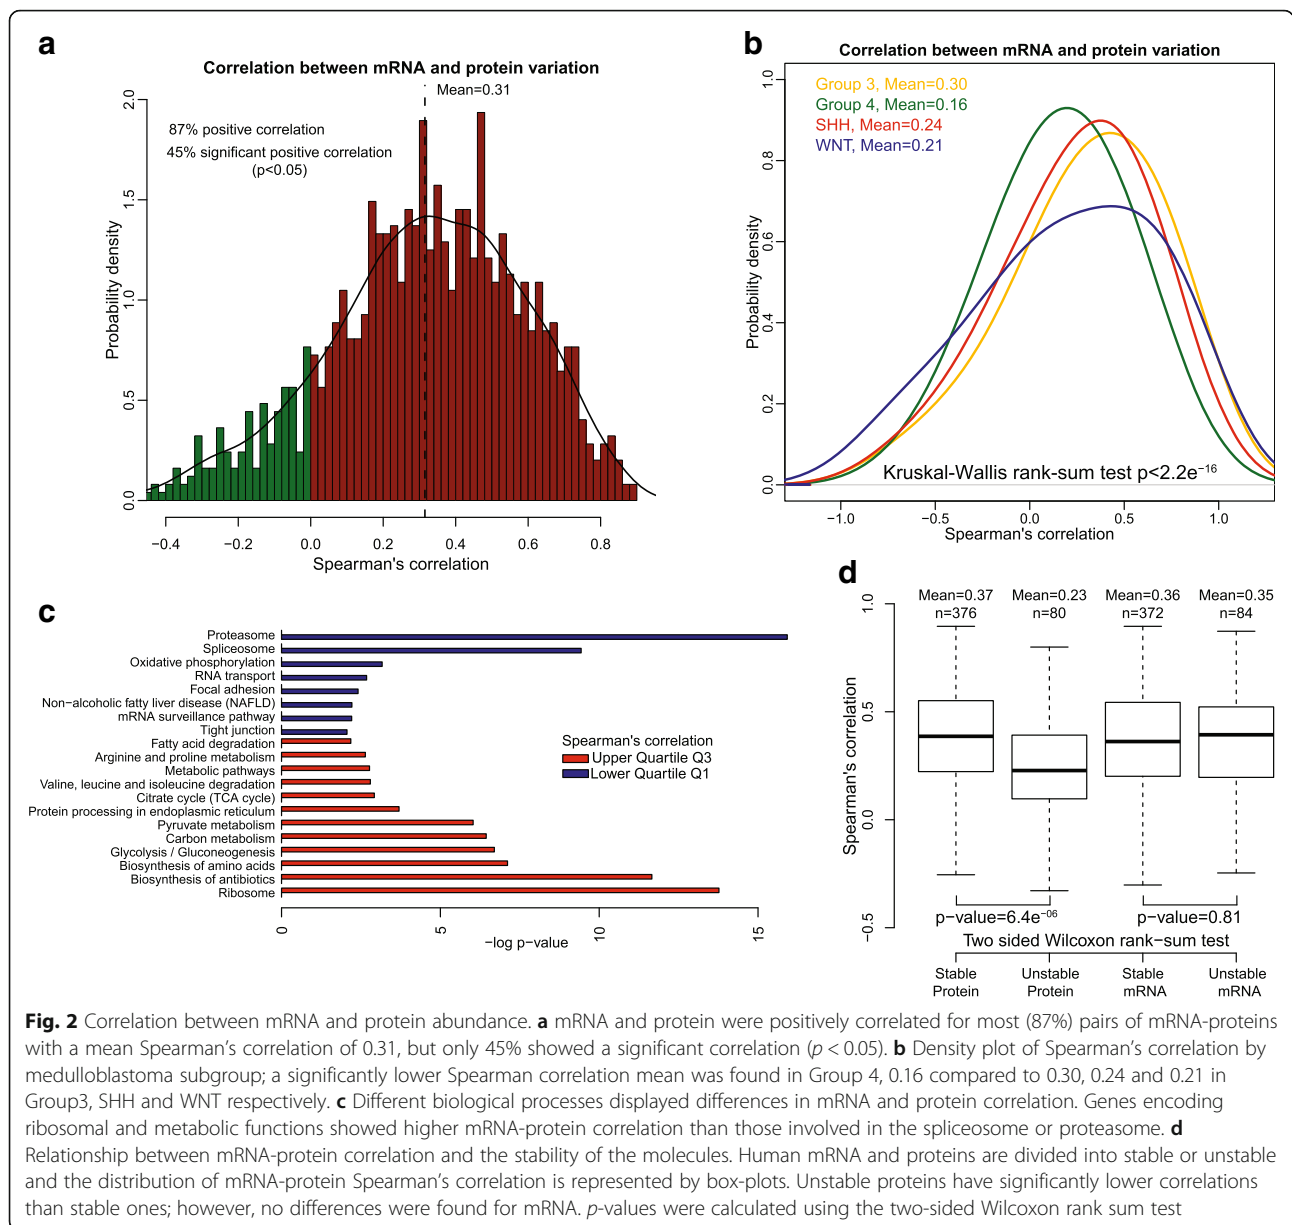 a
Correlation between mRNA and protein variation
Mean=0.31
87% positive correlation
45% significant positive correlation
(p<0.05)
Probability density
0.0
0.5
1.0
1.5
2.0
−0.4
−0.2
0.0
0.2
0.4
0.6
0.8
Spearman's correlation
b
Correlation between mRNA and protein variation
Group 3, Mean=0.30
Group 4, Mean=0.16
SHH, Mean=0.24
WNT, Mean=0.21
Probability density
0.0
0.2
0.4
0.6
0.8
1.0
Kruskal-Wallis rank-sum test p<2.2e−16
−1.0
−0.5
0.0
0.5
1.0
Spearman's correlation
c
Proteasome
Spliceosome
Oxidative phosphorylation
RNA transport
Focal adhesion
Non−alcoholic fatty liver disease (NAFLD)
mRNA surveillance pathway
Tight junction
Fatty acid degradation
Arginine and proline metabolism
Metabolic pathways
Valine, leucine and isoleucine degradation
Citrate cycle (TCA cycle)
Protein processing in endoplasmic reticulum
Pyruvate metabolism
Carbon metabolism
Glycolysis / Gluconeogenesis
Biosynthesis of amino acids
Biosynthesis of antibiotics
Ribosome
Spearman's correlation
Upper Quartile Q3
Lower Quartile Q1
0
5
10
15
−log p−value
d
Mean=0.37 Mean=0.23 Mean=0.36 Mean=0.35
n=376 n=80 n=372 n=84
Spearman's correlation
−0.5
0.0
0.5
1.0
p−value=6.4e−06 p−value=0.81
Two sided Wilcoxon rank−sum test
Stable Unstable Stable Unstable
Protein Protein mRNA mRNA
Fig. 2 Correlation between mRNA and protein abundance. a mRNA and protein were positively correlated for most (87%) pairs of mRNA-proteins
with a mean Spearman's correlation of 0.31, but only 45% showed a significant correlation (p < 0.05). b Density plot of Spearman's correlation by
medulloblastoma subgroup; a significantly lower Spearman correlation mean was found in Group 4, 0.16 compared to 0.30, 0.24 and 0.21 in
Group3, SHH and WNT respectively. c Different biological processes displayed differences in mRNA and protein correlation. Genes encoding
ribosomal and metabolic functions showed higher mRNA-protein correlation than those involved in the spliceosome or proteasome. d
Relationship between mRNA-protein correlation and the stability of the molecules. Human mRNA and proteins are divided into stable or unstable
and the distribution of mRNA-protein Spearman's correlation is represented by box-plots. Unstable proteins have significantly lower correlations
than stable ones; however, no differences were found for mRNA. p-values were calculated using the two-sided Wilcoxon rank sum test